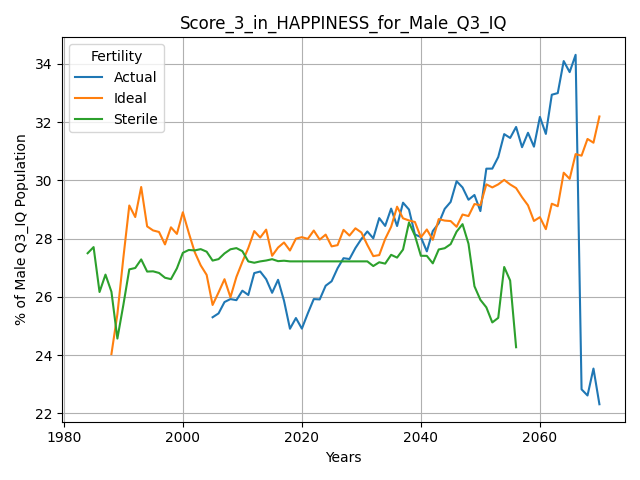 Score_3_in_HAPPINESS_for_Male_Q3_IQ
Fertility
Actual
Ideal
Sterile
% of Male Q3_IQ Population
34
32
30
28
26
24
22
1980
2000
2020
2040
2060
Years